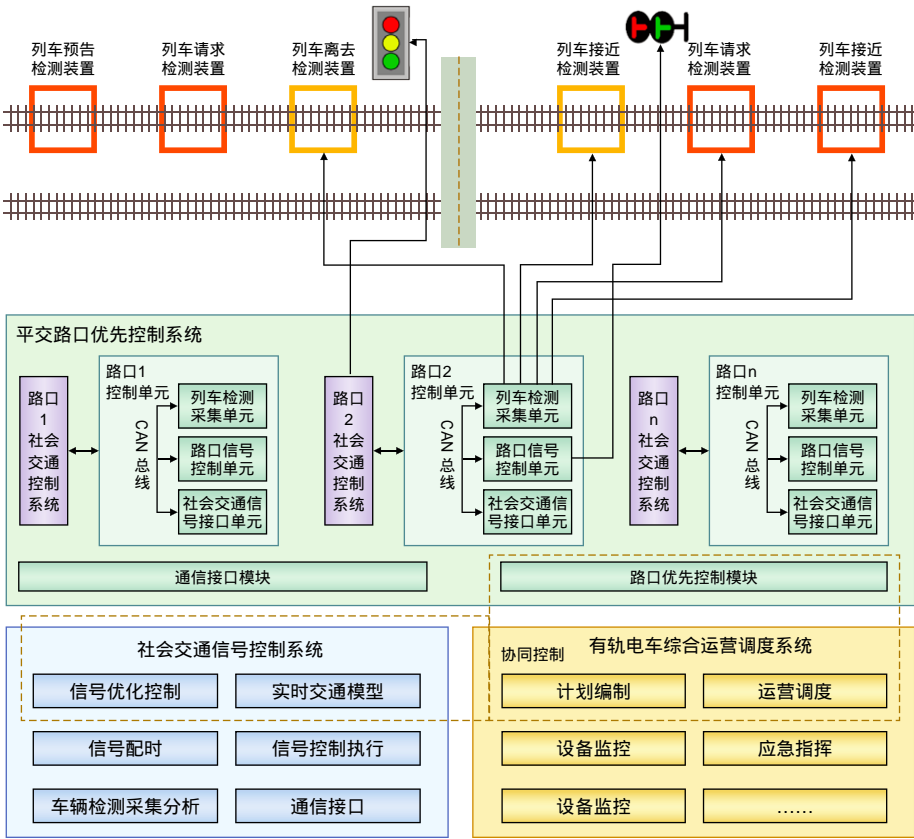 列车预告
检测装置
列车请求
检测装置
列车离去
检测装置
列车接近
检测装置
列车请求
检测装置
列车接近
检测装置
平交路口优先控制系统
路口
1
社会
交通
控制
系统
路口1
控制单元
CAN 总线
列车检测
采集单元
路口信号
控制单元
社会交通信
号接口单元
路口
2
社会
交通
控制
系统
路口2
控制单元
CAN 总线
列车检测
采集单元
路口信号
控制单元
社会交通信
号接口单元
路口
n
社会
交通
控制
系统
路口n
控制单元
CAN 总线
列车检测
采集单元
路口信号
控制单元
社会交通信
号接口单元
通信接口模块
路口优先控制模块
社会交通信号控制系统
信号优化控制
实时交通模型
信号配时
信号控制执行
车辆检测采集分析
通信接口
协同控制
有轨电车综合运营调度系统
计划编制
运营调度
设备监控
应急指挥
设备监控
……